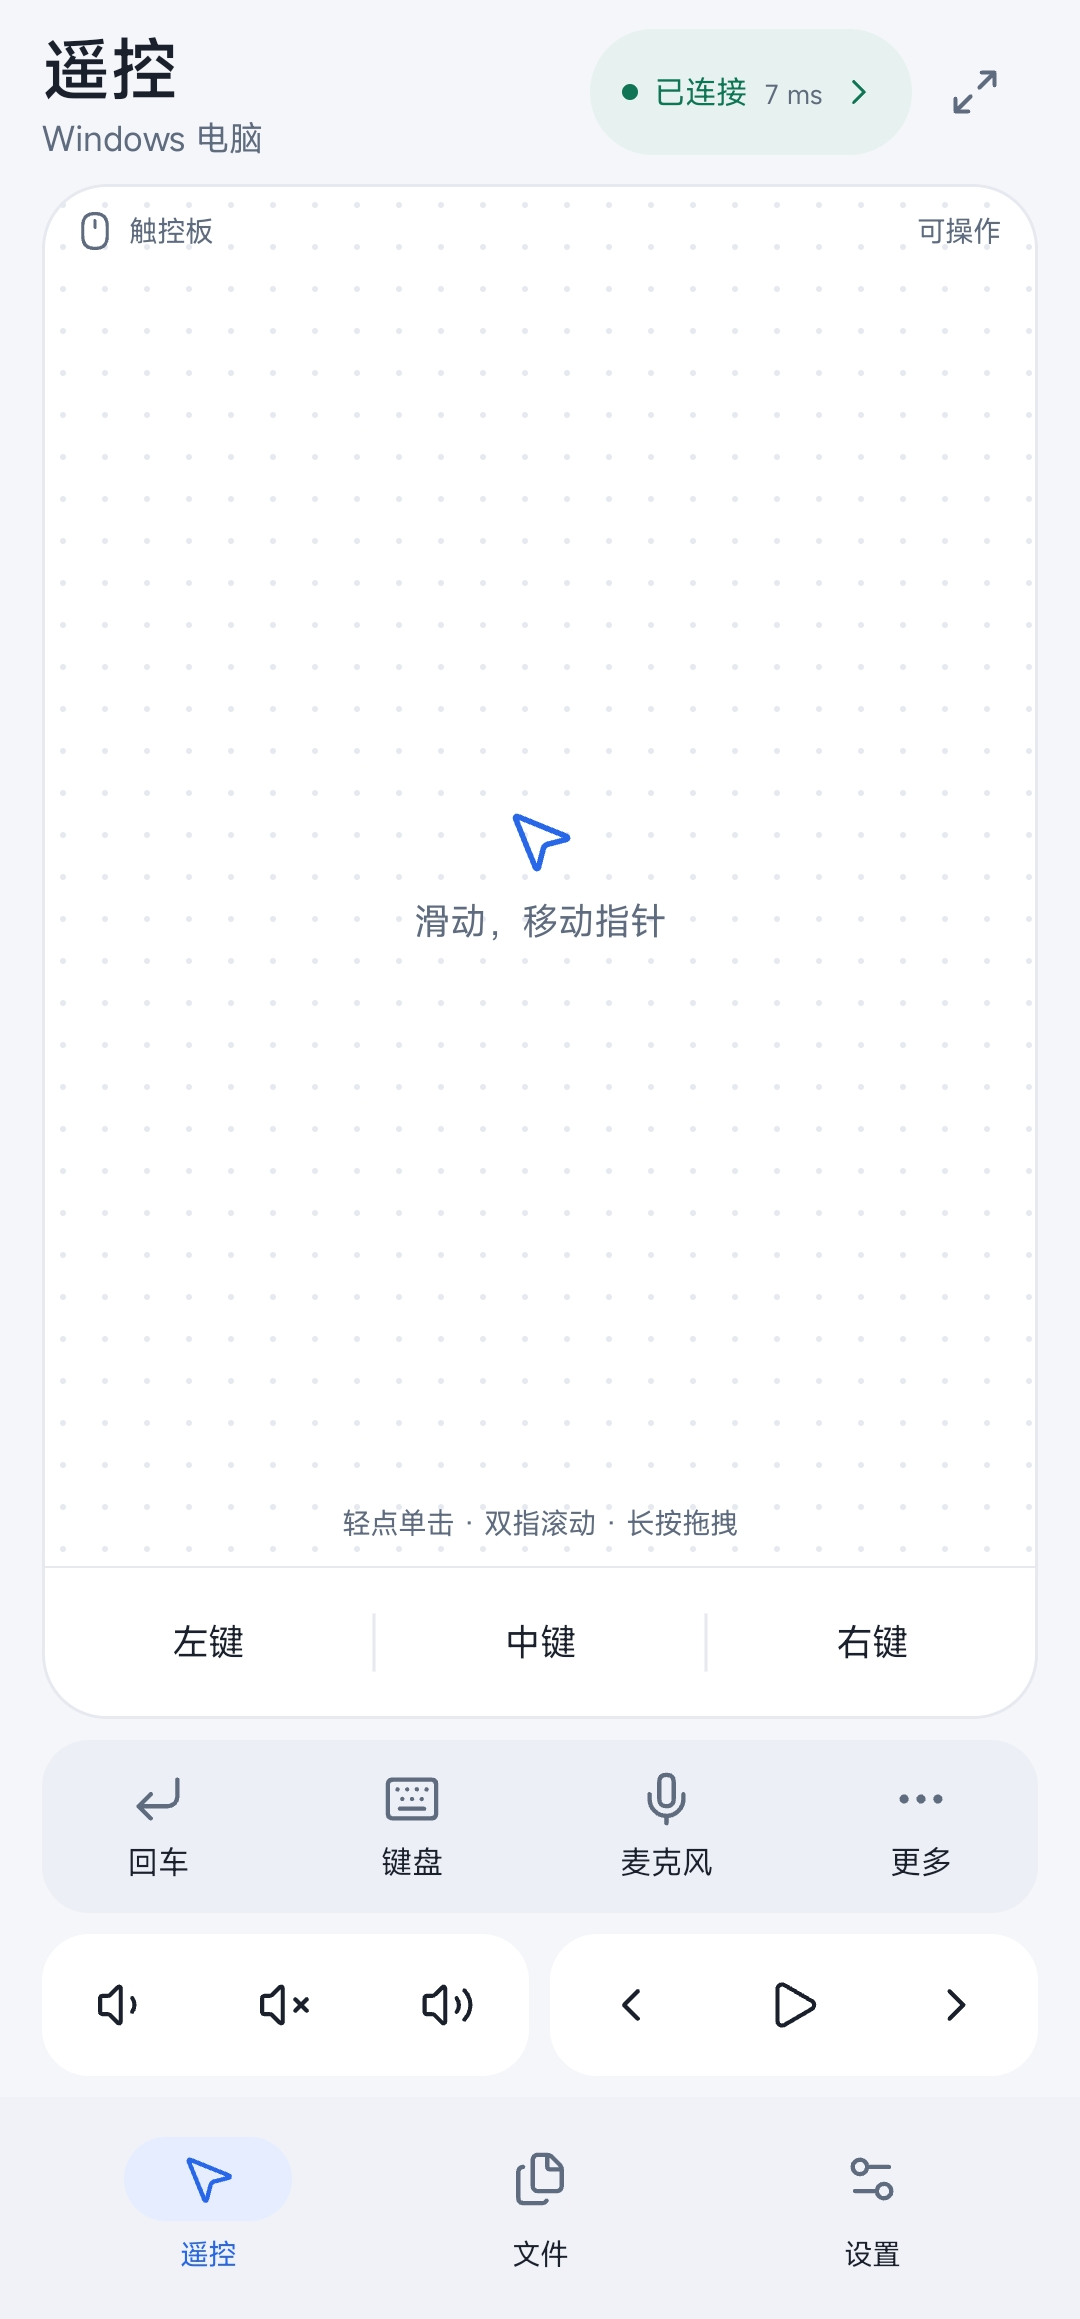 遥控
Windows 电脑
已连接 7 ms
触控板
可操作
滑动，移动指针
轻点单击 · 双指滚动 · 长按拖拽
左键
中键
右键
回车
键盘
麦克风
更多
遥控
文件
设置